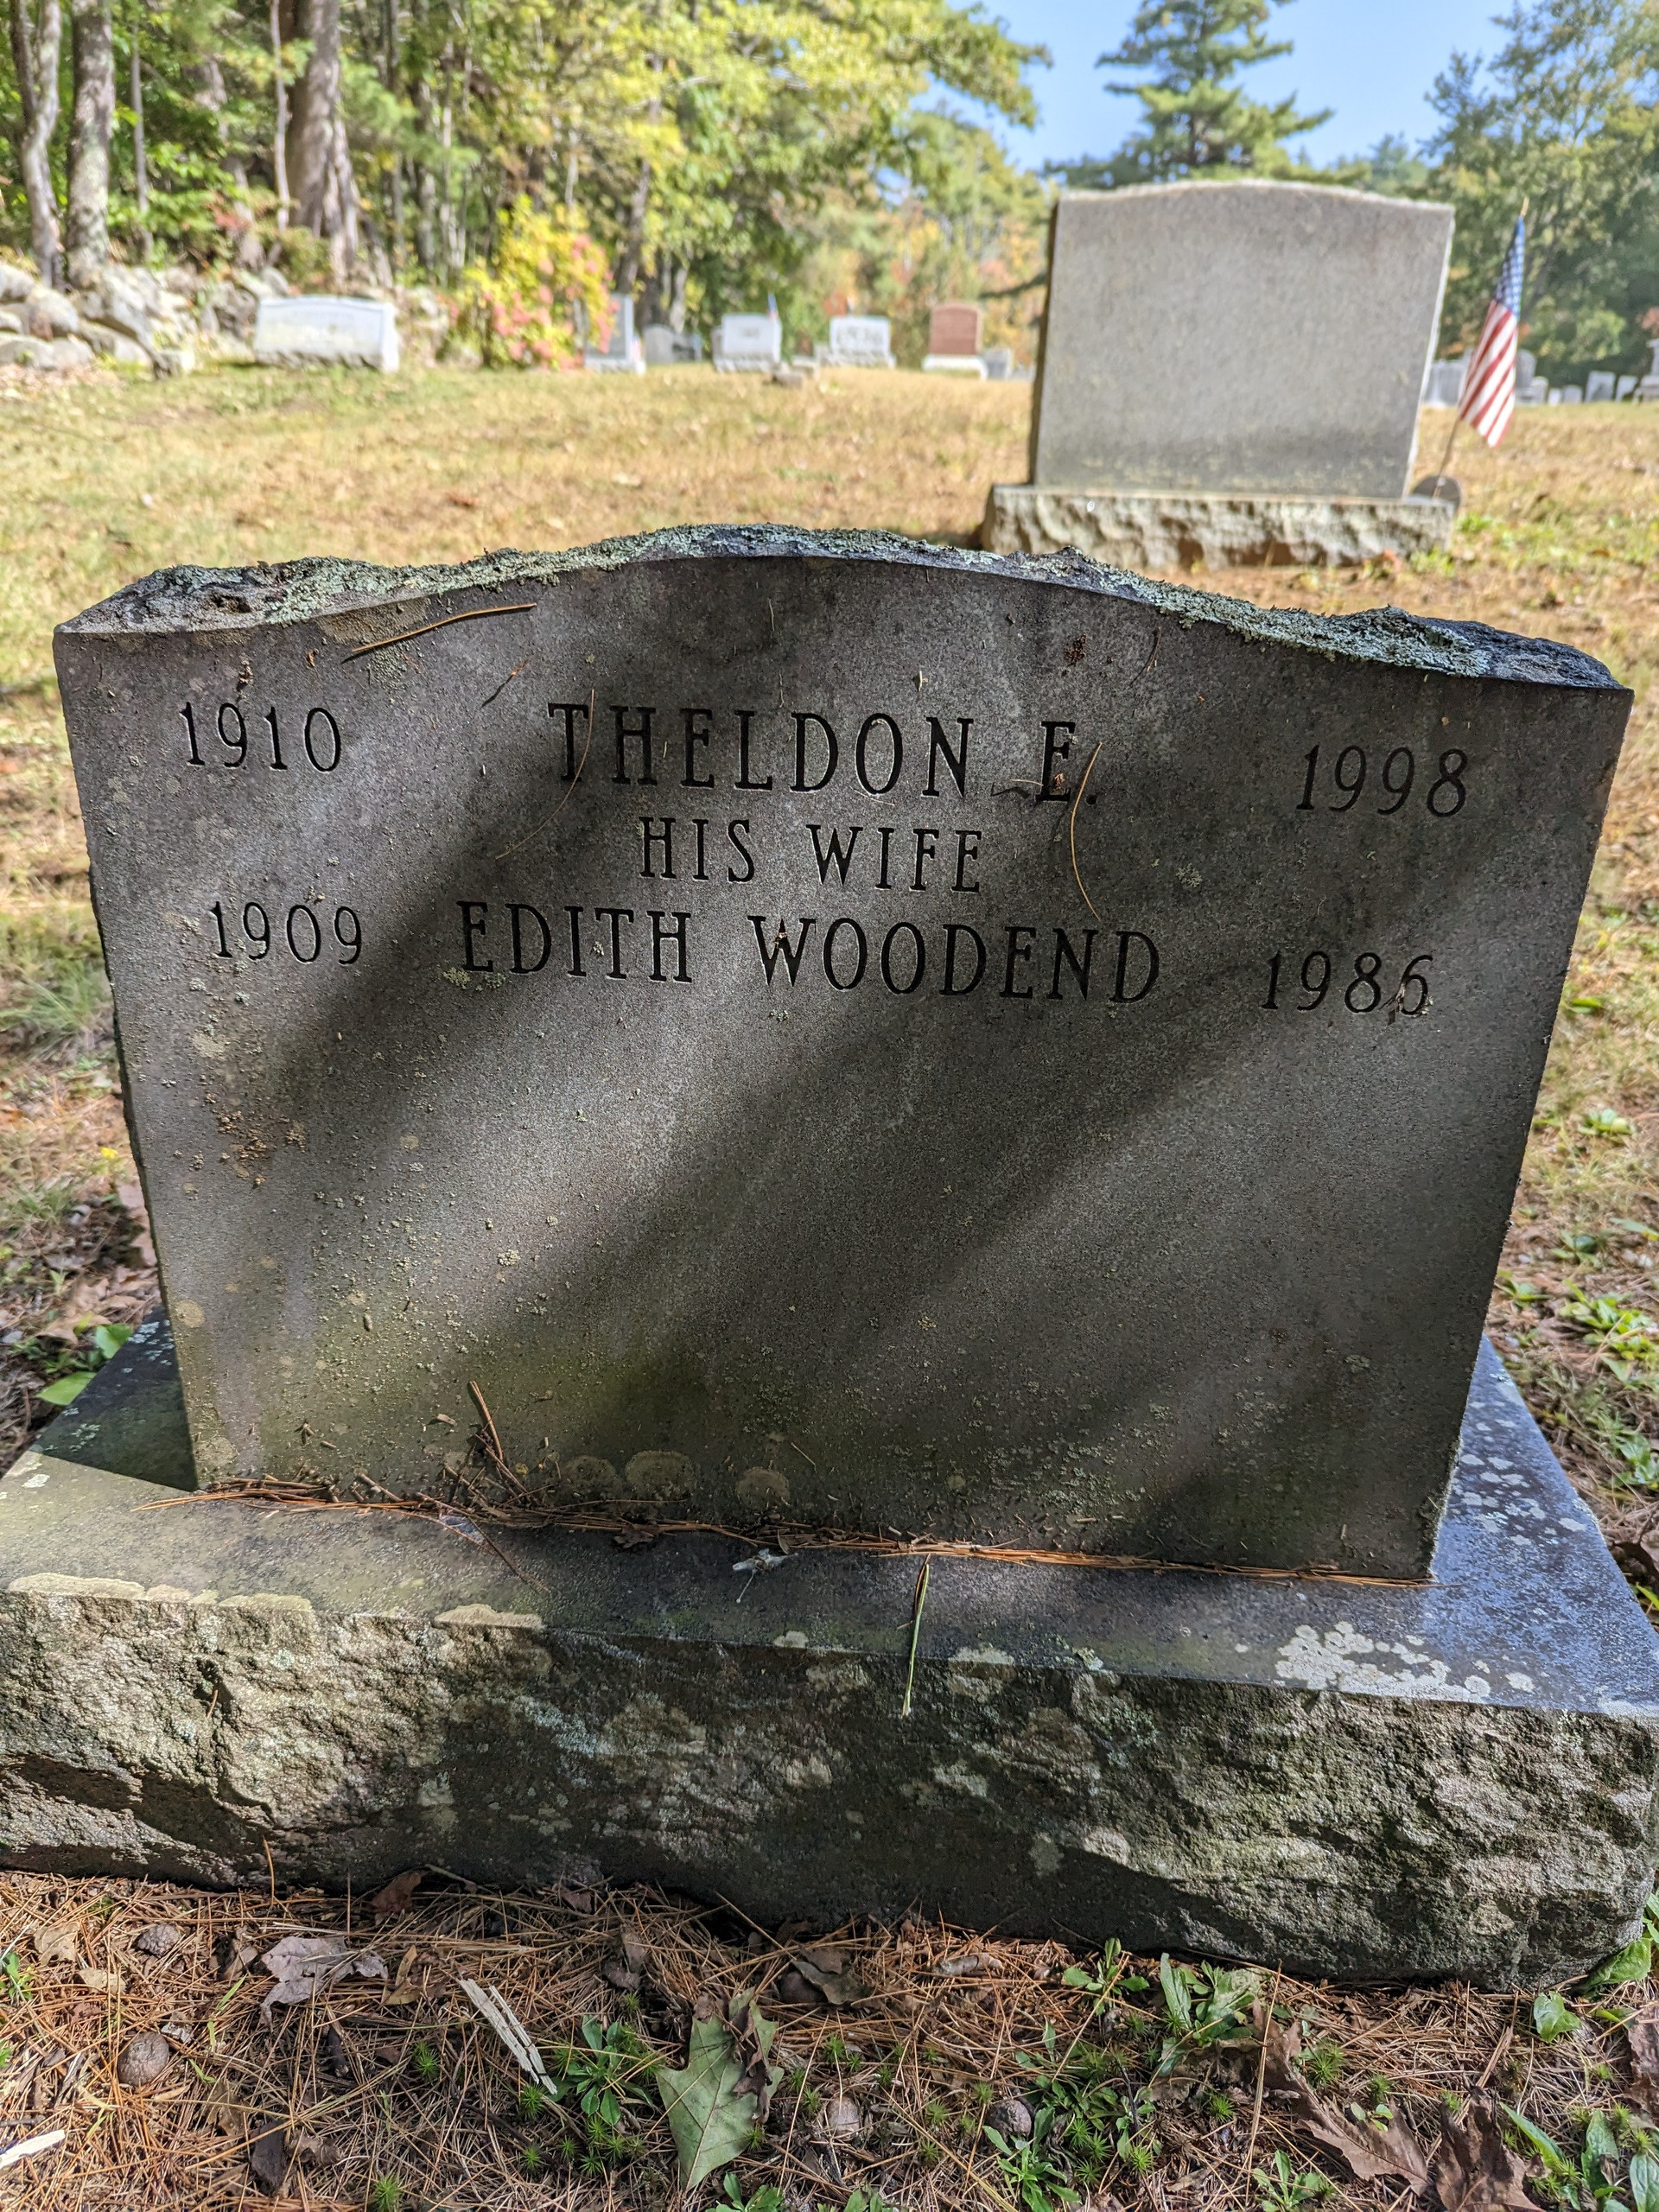 1910 THELDON E. 1998
HIS WIFE
1909 EDITH WOODEND 1986